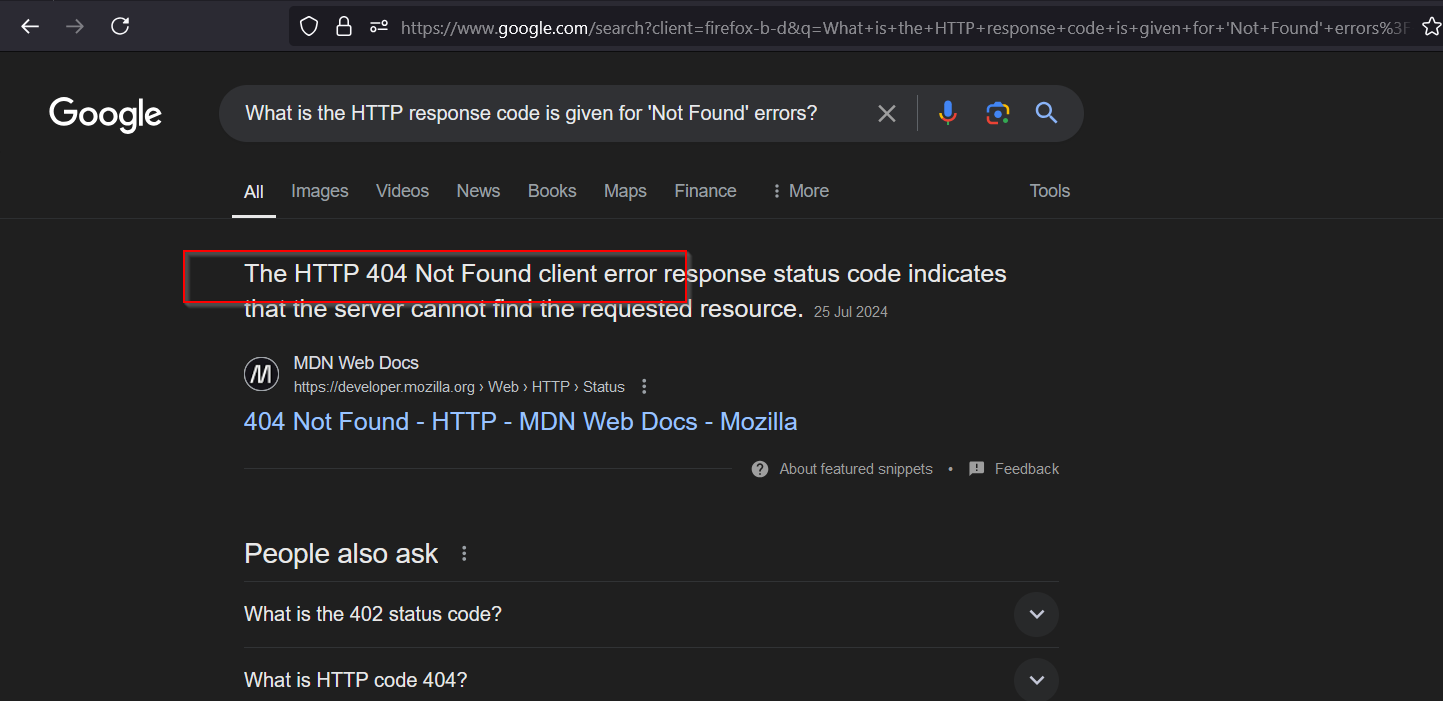 https://www.google.com/search?client=firefox-b-d&q=What+is+the+HTTP+response+code+is+given+for+'Not+Found'+errors%3F
Google
What is the HTTP response code is given for 'Not Found' errors?
All Images Videos News Books Maps Finance More Tools
The HTTP 404 Not Found client error response status code indicates
that the server cannot find the requested resource. 25 Jul 2024
MDN Web Docs
https://developer.mozilla.org › Web › HTTP › Status
404 Not Found - HTTP - MDN Web Docs - Mozilla
About featured snippets • Feedback
People also ask
What is the 402 status code?
What is HTTP code 404?